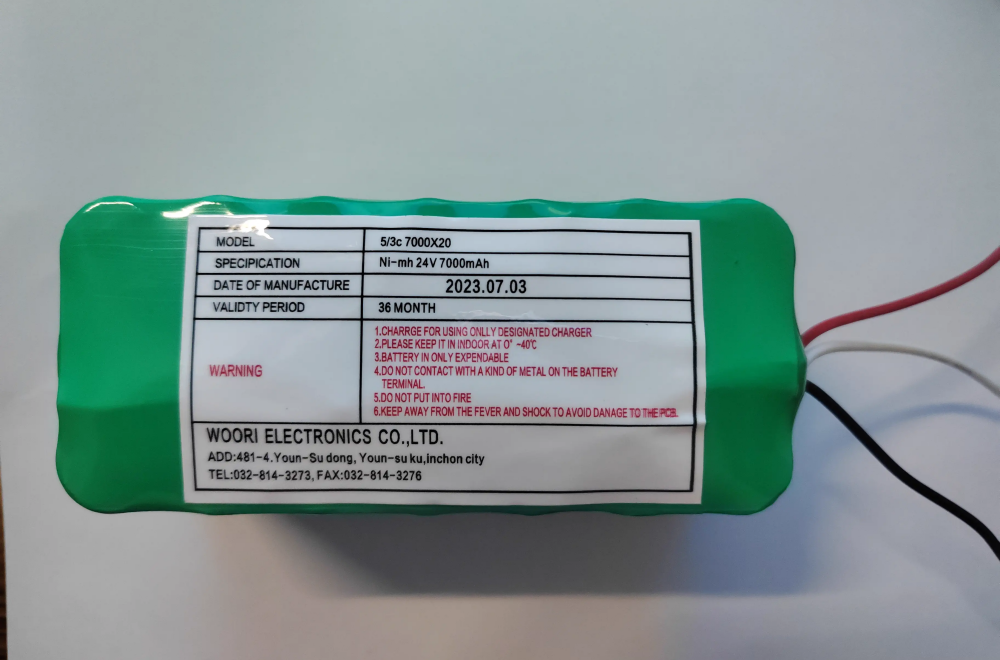 MODEL 5/3c 7000X20
SPECIPICATION Ni-mh 24V 7000mAh
DATE OF MANUFACTURE 2023.07.03
VALIDTY PERIOD 36 MONTH
WARNING
1.CHARRGE FOR USING ONLLY DESIGNATED CHARGER
2.PLEASE KEEP IT IN INDOOR AT 0° ~40℃
3.BATTERY IN ONLY EXPENDABLE
4.DO NOT CONTACT WITH A KIND OF METAL ON THE BATTERY
TERMINAL.
5.DO NOT PUT INTO FIRE
6.KEEP AWAY FROM THE FEVER AND SHOCK TO AVOID DAMAGE TO THE PCB.
WOORI ELECTRONICS CO.,LTD.
ADD:481-4.Youn-Su dong, Youn-su ku,inchon city
TEL:032-814-3273, FAX:032-814-3276